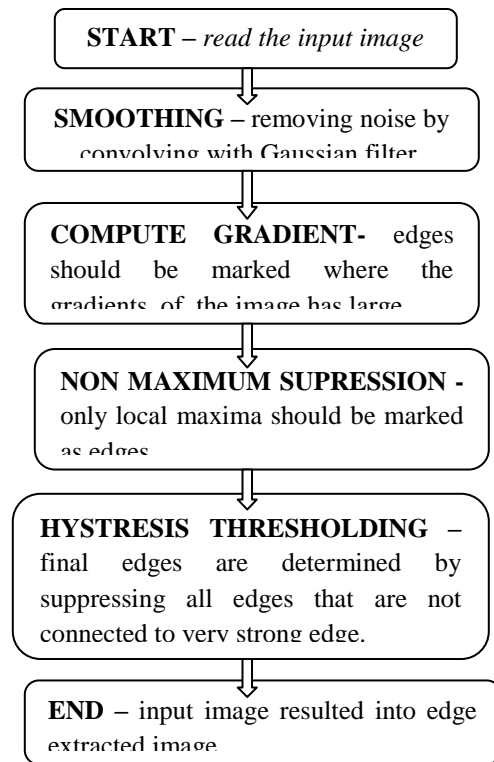 START – read the input image
SMOOTHING – removing noise by
convolving with Gaussian filter
COMPUTE GRADIENT- edges
should be marked where the
gradients of the image has large
NON MAXIMUM SUPRESSION -
only local maxima should be marked
as edges
HYSTRESIS THRESHOLDING –
final edges are determined by
suppressing all edges that are not
connected to very strong edge.
END – input image resulted into edge
extracted image